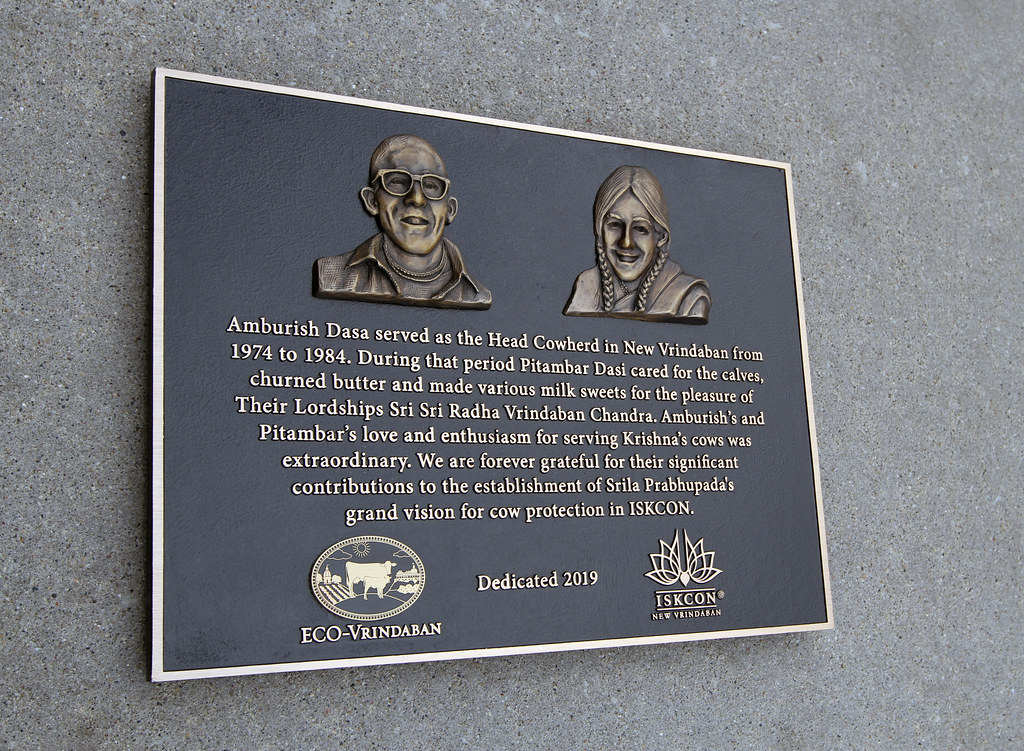 Amburish Dasa served as the Head Cowherd in New Vrindaban from
1974 to 1984. During that period Pitambar Dasi cared for the calves,
churned butter and made various milk sweets for the pleasure of
Their Lordships Sri Sri Radha Vrindaban Chandra. Amburish's and
Pitambar's love and enthusiasm for serving Krishna's cows was
extraordinary. We are forever grateful for their significant
contributions to the establishment of Srila Prabhupada's
grand vision for cow protection in ISKCON.
ECO-VRINDABAN
Dedicated 2019
ISKCON®
NEW VRINDABAN